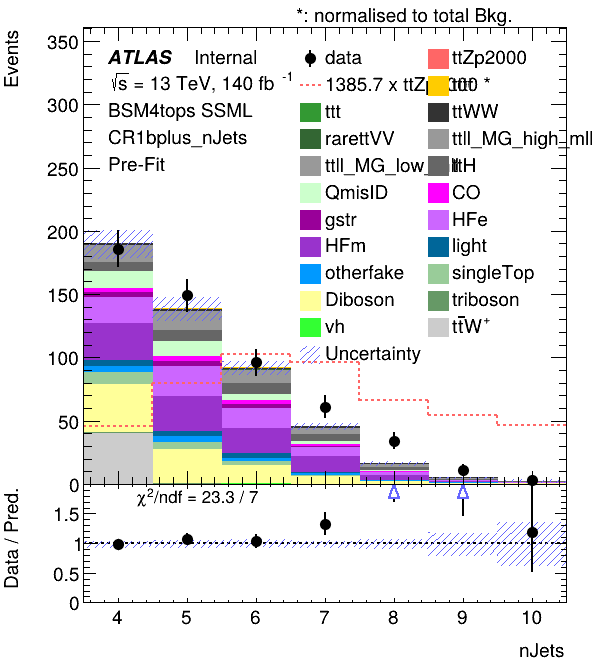 *: normalised to total Bkg.
Events
350
300
250
200
150
100
50
0
ATLAS Internal
√s = 13 TeV, 140 fb -1
BSM4tops SSML
CR1bplus_nJets
Pre-Fit
data
ttZp2000
1385.7 x ttZp2000
tttt *
ttt
ttWW
rarettVV
ttll_MG_high_mll
ttll_MG_low_mll
ttH
QmisID
CO
gstr
HFe
HFm
light
otherfake
singleTop
Diboson
triboson
vh
tt̄W⁺
Uncertainty
Data / Pred.
χ²/ndf = 23.3 / 7
1.5
1
0.5
0
4 5 6 7 8 9 10
nJets